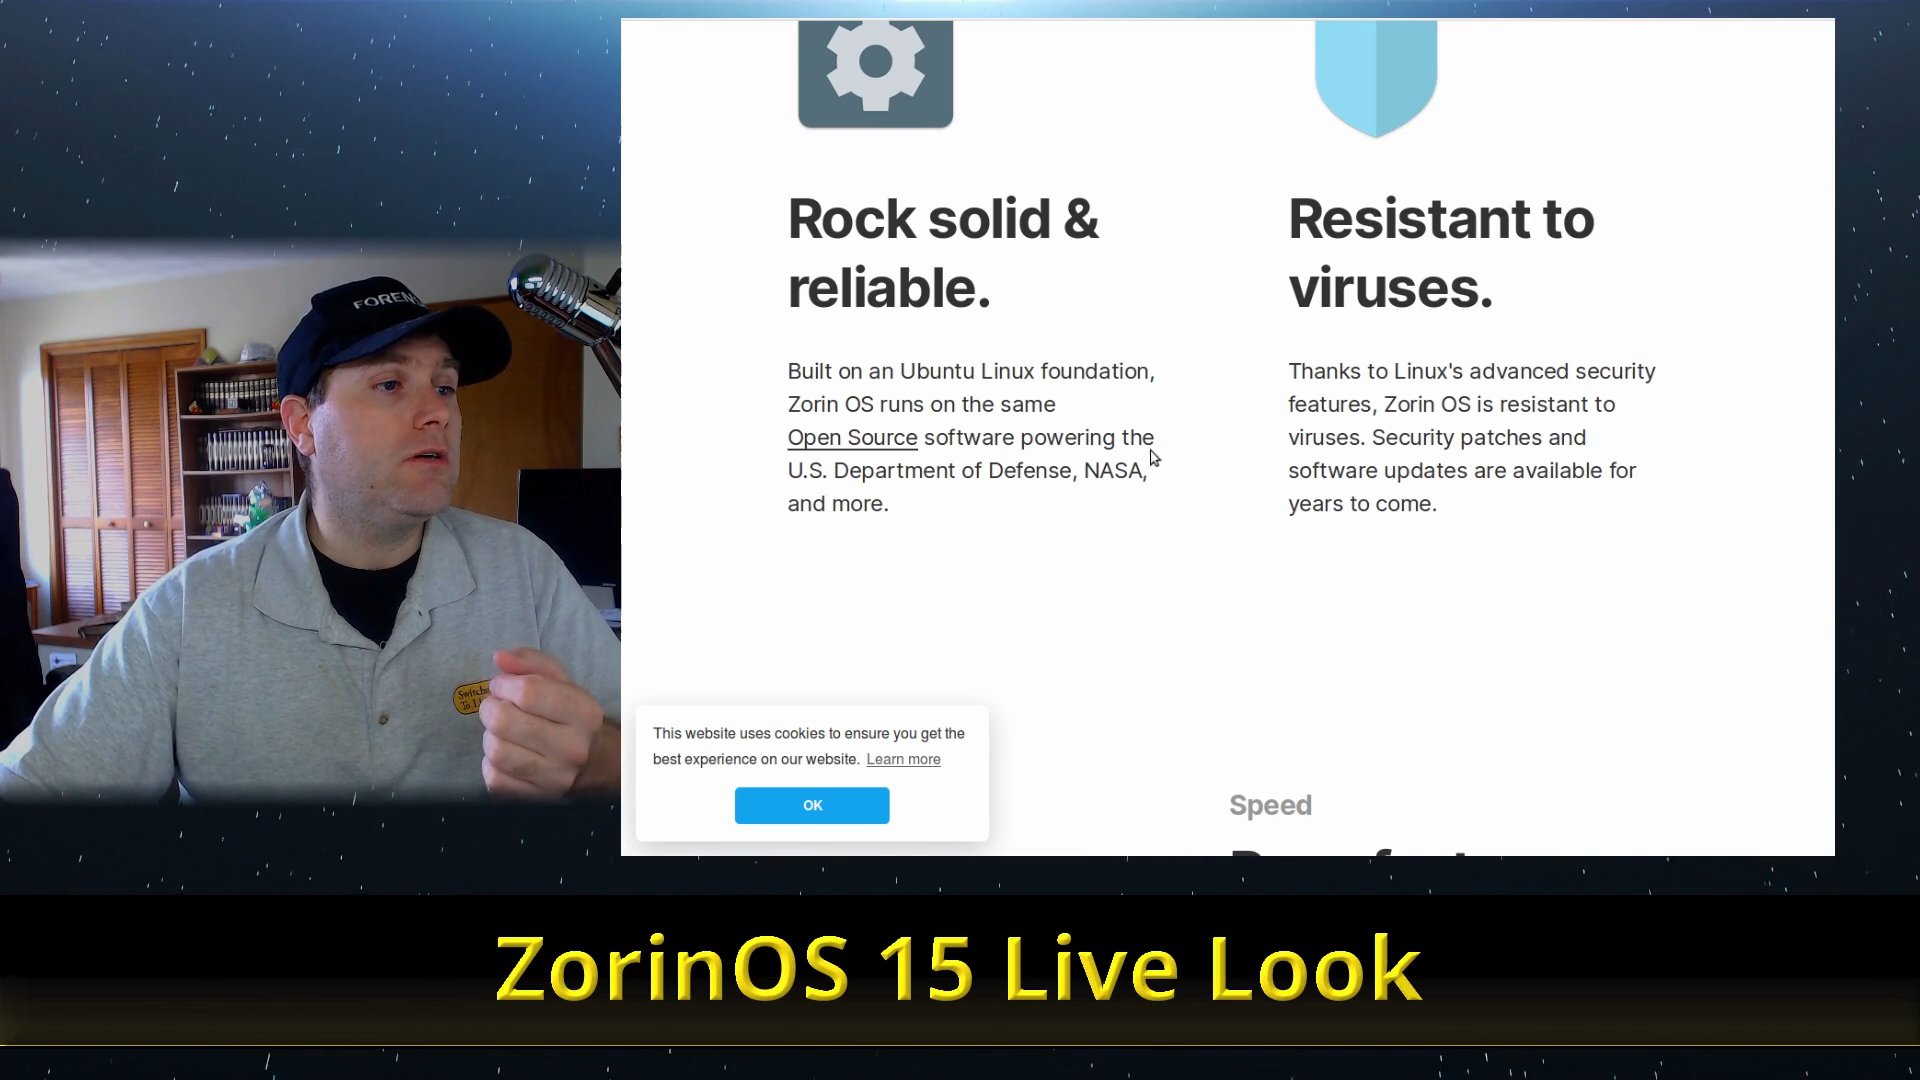 Rock solid &
reliable.
Built on an Ubuntu Linux foundation,
Zorin OS runs on the same
Open Source software powering the
U.S. Department of Defense, NASA,
and more.
Resistant to
viruses.
Thanks to Linux's advanced security
features, Zorin OS is resistant to
viruses. Security patches and
software updates are available for
years to come.
This website uses cookies to ensure you get the
best experience on our website. Learn more
OK
Speed
ZorinOS 15 Live Look